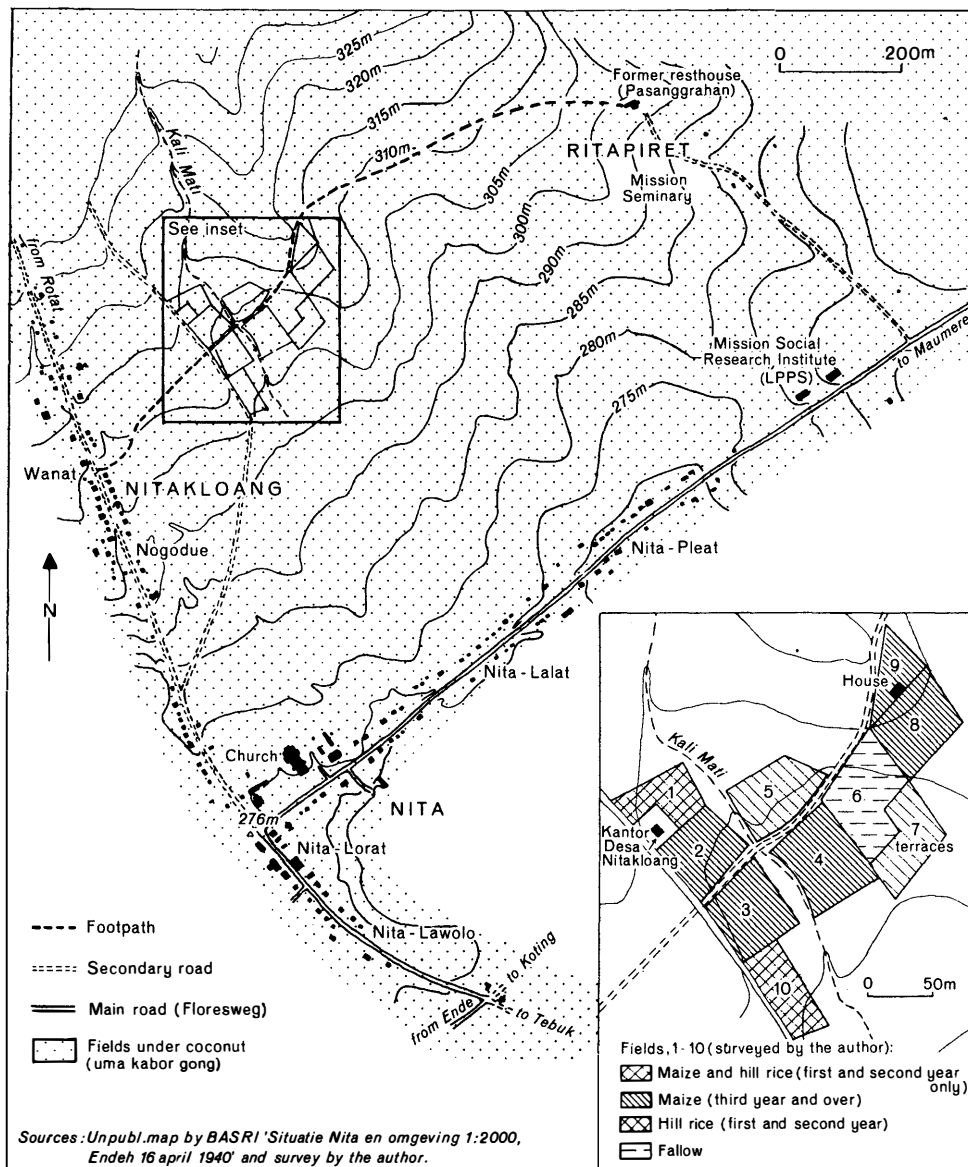 325m
320m
315m
310m
305m
300m
290m
285m
280m
275m
0 200m
Former resthouse
(Pasanggrahan)
RITAPIRET
Mission
Seminary
Kali Mati
See inset
from Rotat
Mission Social
Research Institute
(LPPS)
to Maumere
Wanat
NITAKLOANG
Nogodue
N
Nita-Pleat
Nita-Lalat
Church
NITA
276m
Nita-Lorat
Nita-Lawolo
to Koting
from Ende
to Tebuk
Footpath
Secondary road
Main road (Floresweg)
Fields under coconut
(uma kabor gong)
Sources: Unpubl. map by BASRI 'Situatie Nita en omgeving 1:2000,
Endeh 16 april 1940' and survey by the author.
9
House
8
Kali Mati
1
5
6
Kantor
Desa
Nitakloang
2
4
7
terraces
3
10
0 50m
Fields, 1-10 (surveyed by the author):
Maize and hill rice (first and second year
only)
Maize (third year and over)
Hill rice (first and second year)
Fallow